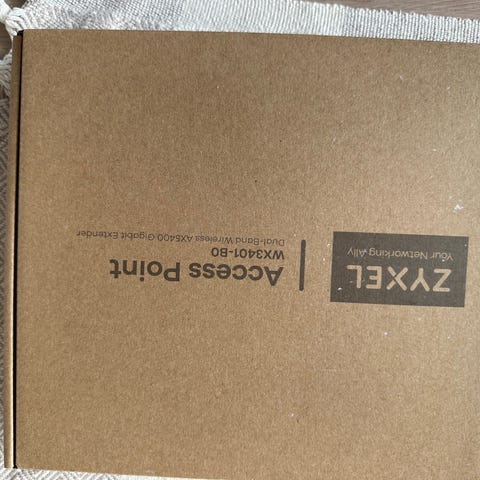 ZYXEL
Your Networking Ally
Access Point
WX3401-B0
Dual-Band Wireless AX5400 Gigabit Extender